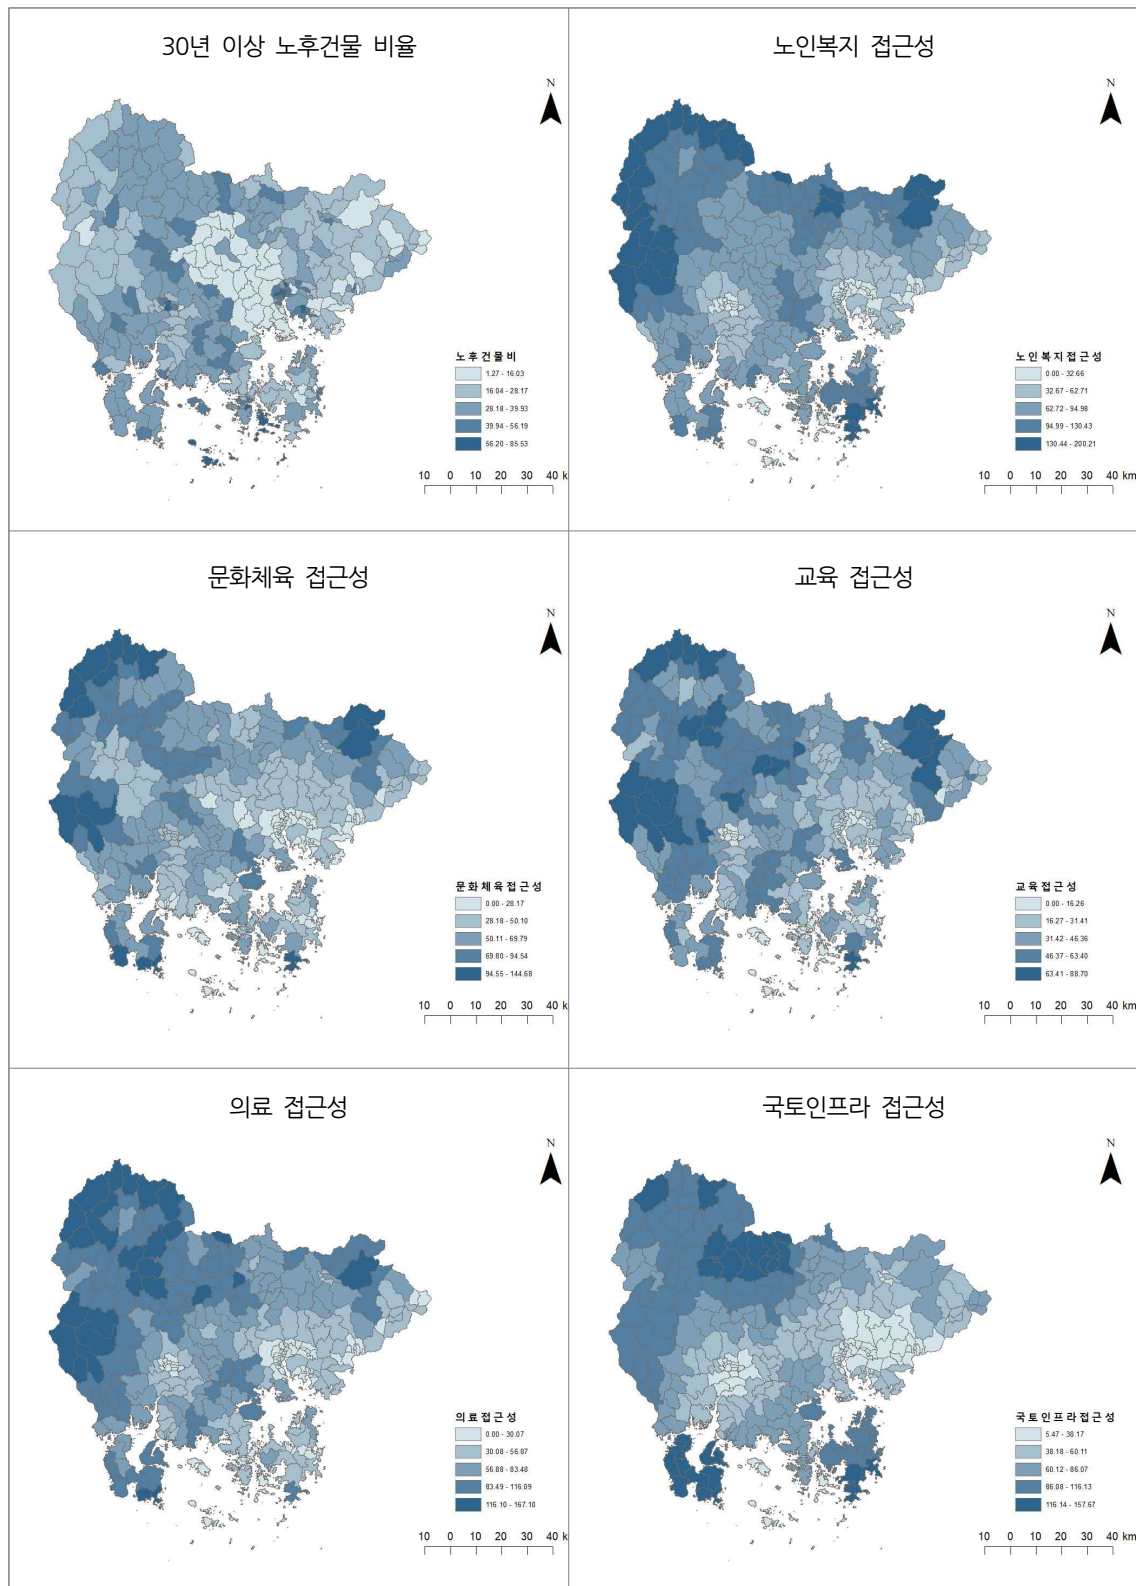 30년 이상 노후건물 비율
N
노후건물비
1.27 - 16.03
16.04 - 28.17
28.18 - 39.93
39.94 - 56.19
56.20 - 85.53
10 0 10 20 30 40 km
노인복지 접근성
N
노인복지접근성
0.00 - 32.66
32.67 - 62.71
62.72 - 94.98
94.99 - 130.43
130.44 - 200.21
10 0 10 20 30 40 km
문화체육 접근성
N
문화체육접근성
0.00 - 28.17
28.18 - 50.10
50.11 - 69.79
69.80 - 94.54
94.55 - 144.68
10 0 10 20 30 40 k
교육 접근성
N
교육접근성
0.00 - 16.26
16.27 - 31.41
31.42 - 46.36
46.37 - 63.40
63.41 - 88.70
10 0 10 20 30 40 km
의료 접근성
N
의료접근성
0.00 - 30.07
30.08 - 56.87
56.88 - 83.48
83.49 - 116.09
116.10 - 167.10
10 0 10 20 30 40 k
국토인프라 접근성
N
국토인프라접근성
5.47 - 38.17
38.18 - 60.11
60.12 - 86.07
86.08 - 116.13
116.14 - 157.67
10 0 10 20 30 40 km